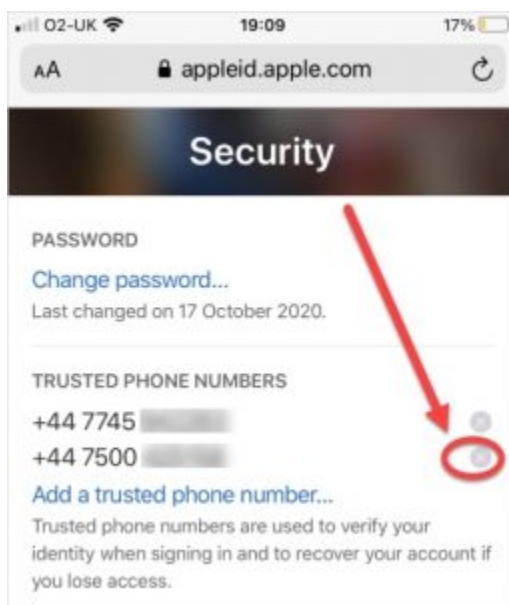 O2-UK 19:09 17%
AA appleid.apple.com
Security
PASSWORD
Change password...
Last changed on 17 October 2020.
TRUSTED PHONE NUMBERS
+44 7745
+44 7500
Add a trusted phone number...
Trusted phone numbers are used to verify your
identity when signing in and to recover your account if
you lose access.